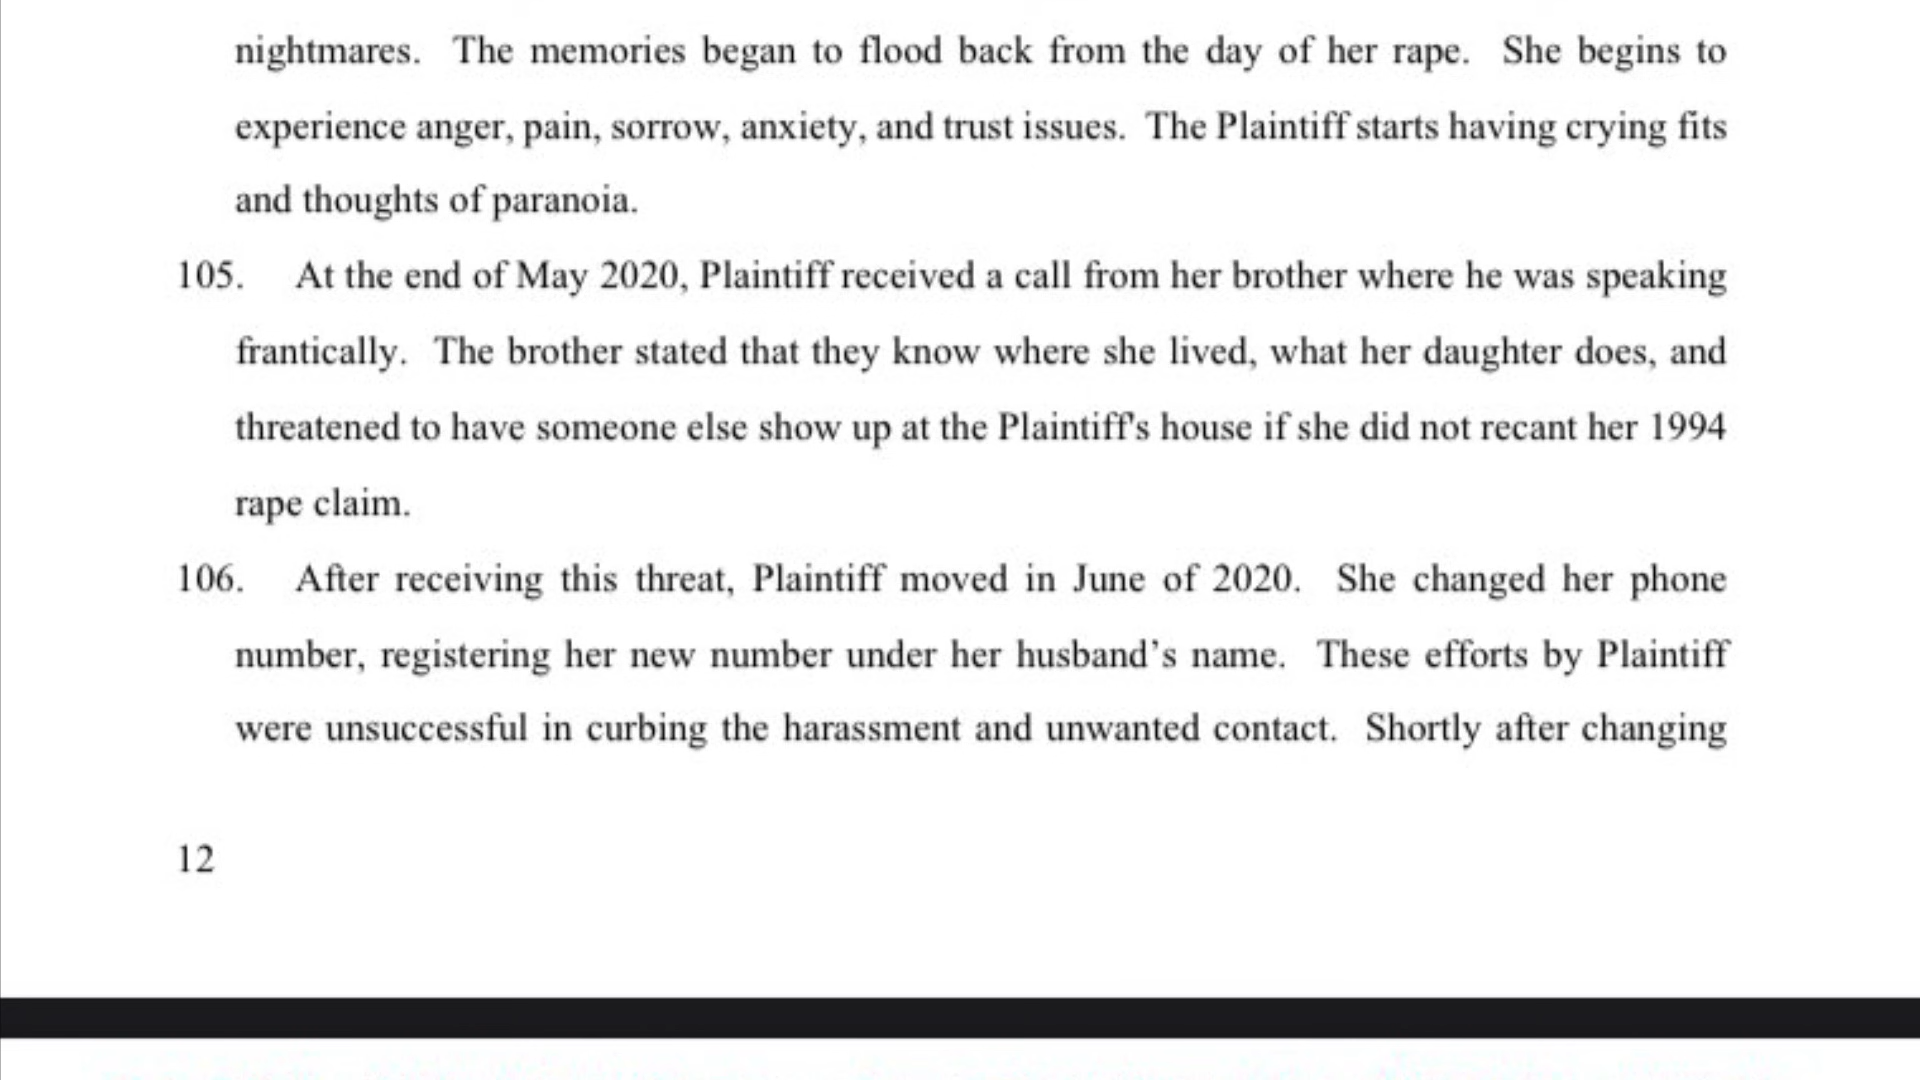 nightmares. The memories began to flood back from the day of her rape. She begins to
experience anger, pain, sorrow, anxiety, and trust issues. The Plaintiff starts having crying fits
and thoughts of paranoia.
105. At the end of May 2020, Plaintiff received a call from her brother where he was speaking
frantically. The brother stated that they know where she lived, what her daughter does, and
threatened to have someone else show up at the Plaintiff's house if she did not recant her 1994
rape claim.
106. After receiving this threat, Plaintiff moved in June of 2020. She changed her phone
number, registering her new number under her husband’s name. These efforts by Plaintiff
were unsuccessful in curbing the harassment and unwanted contact. Shortly after changing
12